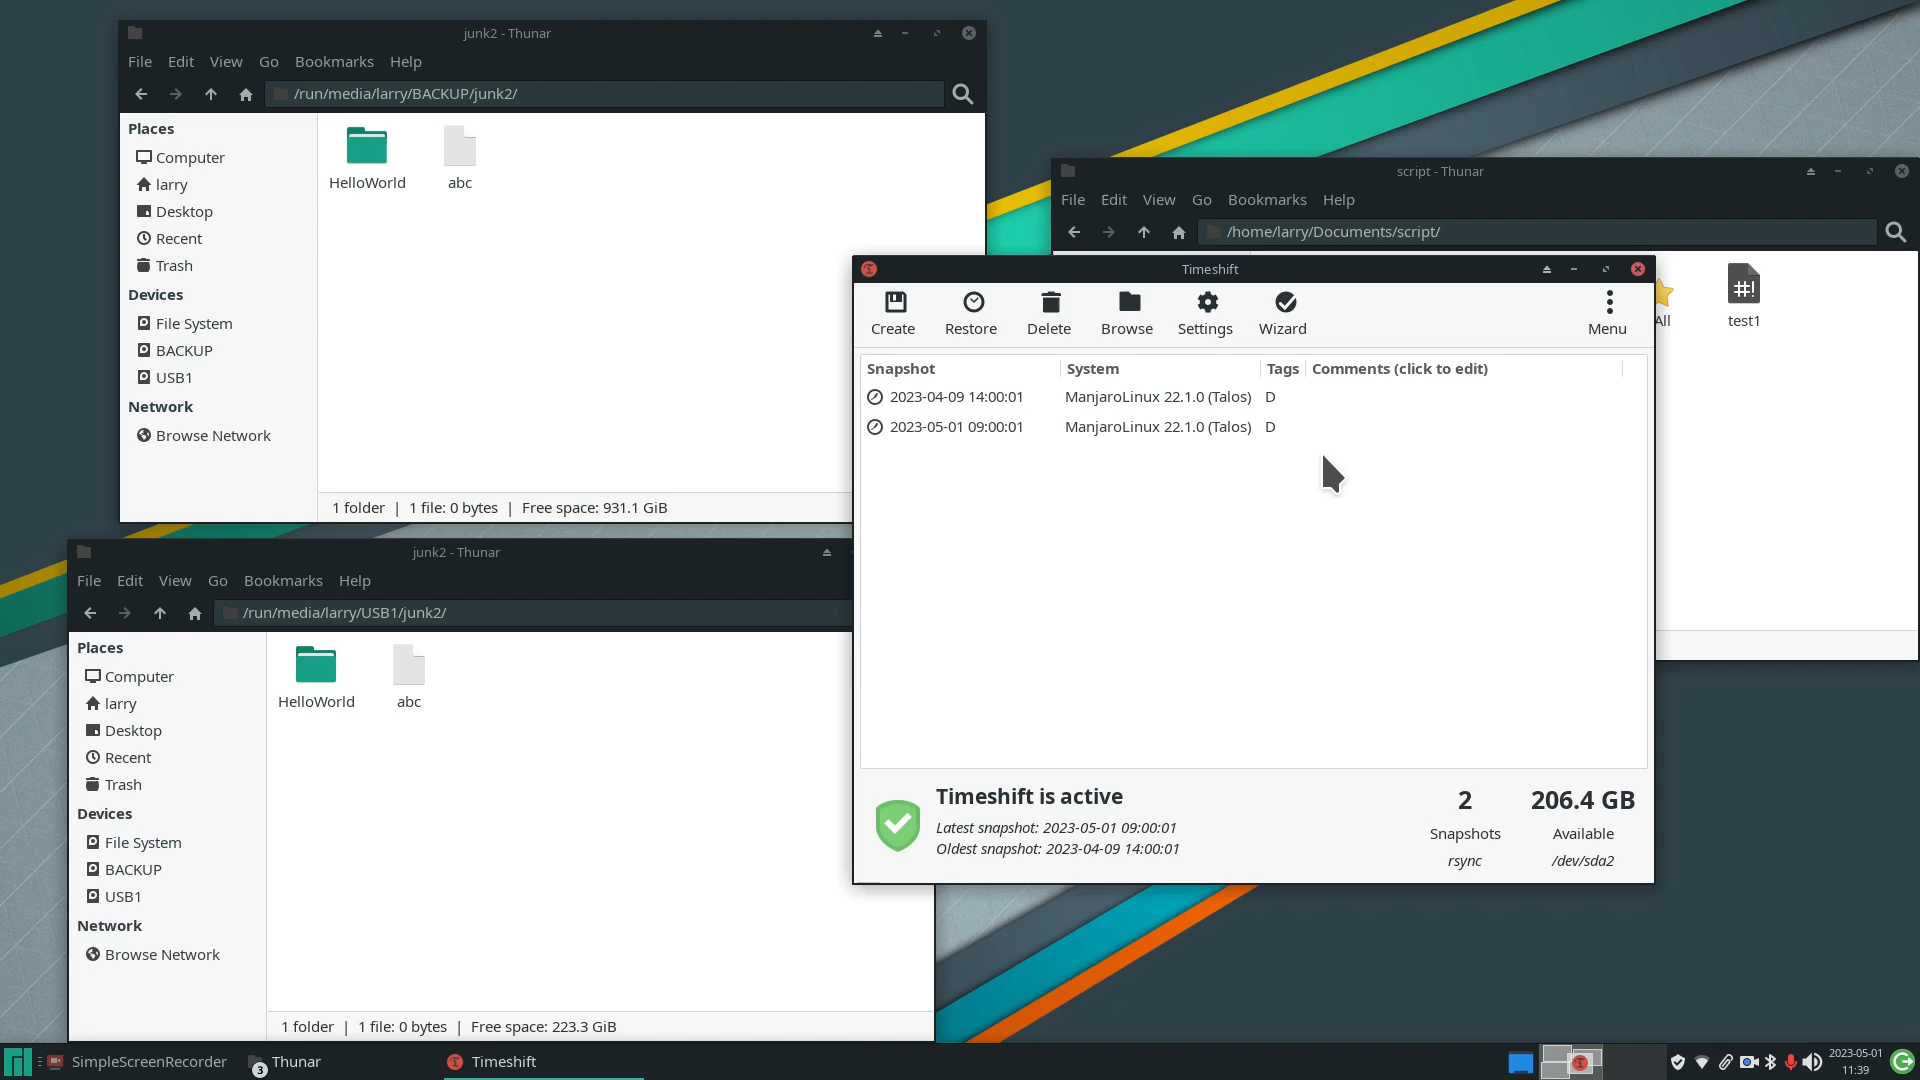 junk2 - Thunar
File Edit View Go Bookmarks Help
/run/media/larry/BACKUP/junk2/
Places
Computer
larry
Desktop
Recent
Trash
Devices
File System
BACKUP
USB1
Network
Browse Network
HelloWorld abc
1 folder | 1 file: 0 bytes | Free space: 931.1 GiB
script - Thunar
File Edit View Go Bookmarks Help
/home/larry/Documents/script/
All test1
#!
Timeshift
Create Restore Delete Browse Settings Wizard Menu
Snapshot System Tags Comments (click to edit)
2023-04-09 14:00:01 ManjaroLinux 22.1.0 (Talos) D
2023-05-01 09:00:01 ManjaroLinux 22.1.0 (Talos) D
Timeshift is active
Latest snapshot: 2023-05-01 09:00:01
Oldest snapshot: 2023-04-09 14:00:01
2
Snapshots
rsync
206.4 GB
Available
/dev/sda2
junk2 - Thunar
File Edit View Go Bookmarks Help
/run/media/larry/USB1/junk2/
Places
Computer
larry
Desktop
Recent
Trash
Devices
File System
BACKUP
USB1
Network
Browse Network
HelloWorld abc
1 folder | 1 file: 0 bytes | Free space: 223.3 GiB
SimpleScreenRecorder 3 Thunar Timeshift
2023-05-01
11:39